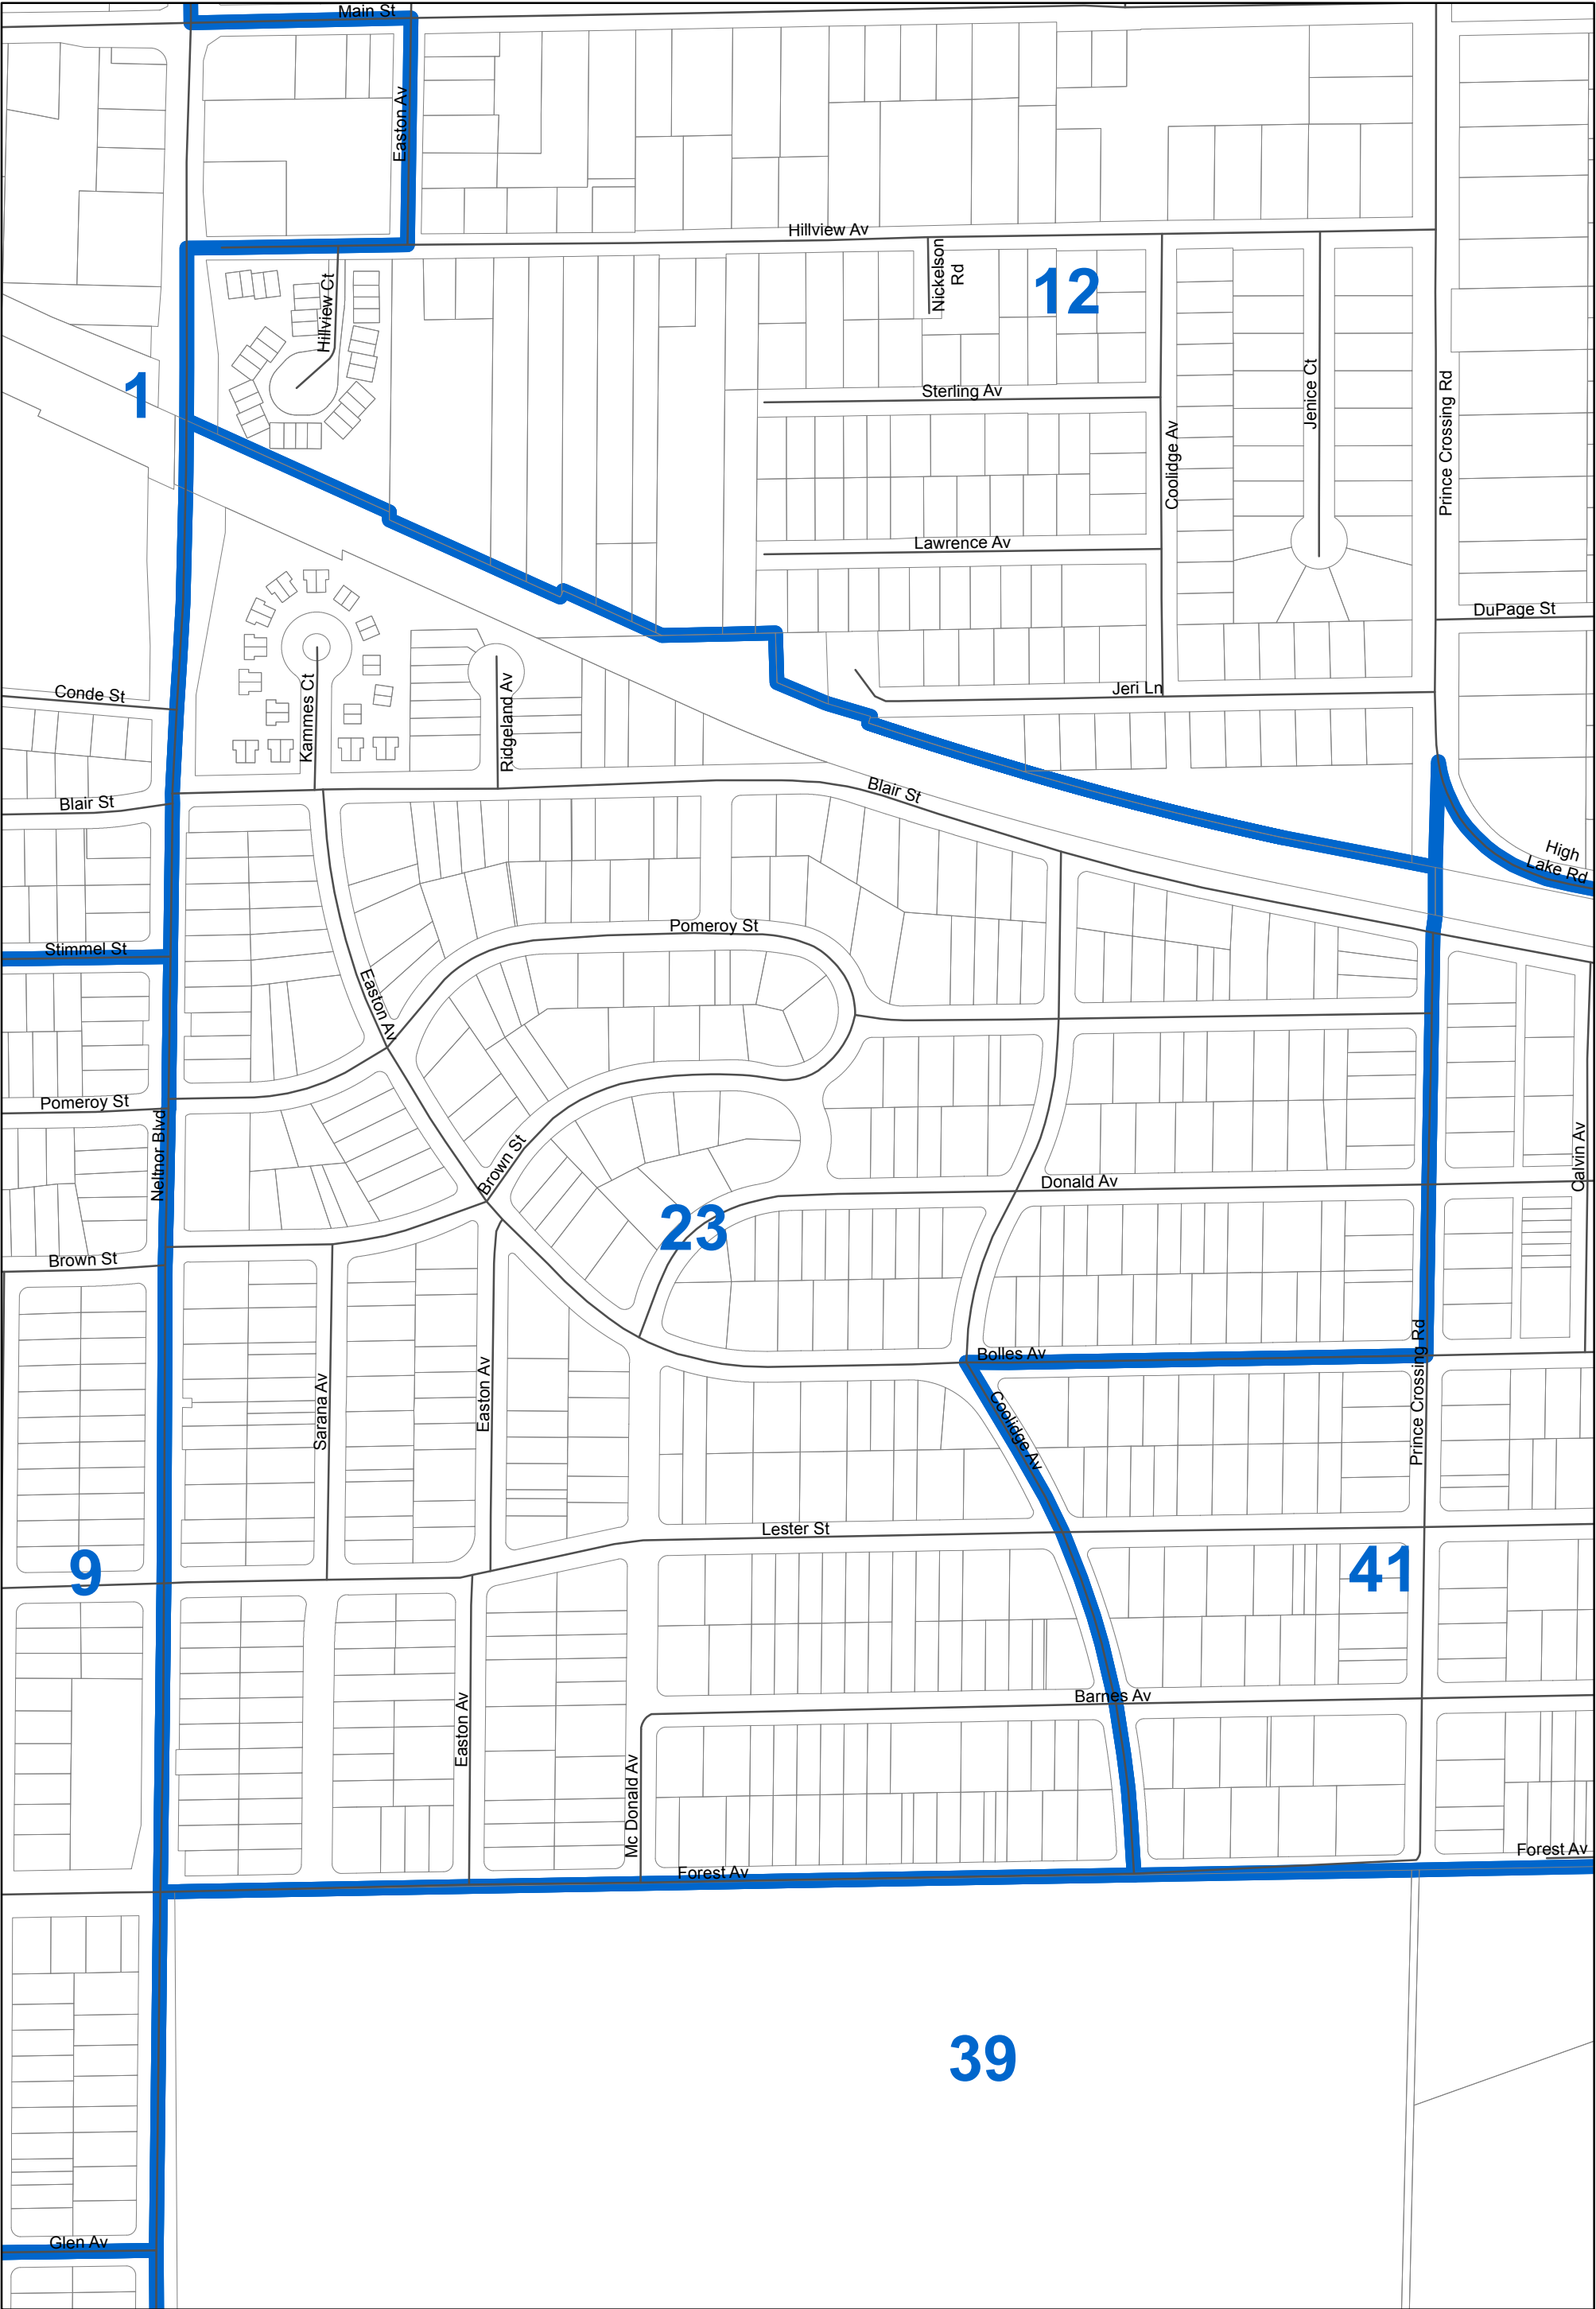 Main St
Easton Av
Hillview Av
Nickelson
Rd
12
Hillview Ct
1
Jenice Ct
Sterling Av
Prince Crossing Rd
Coolidge Av
Lawrence Av
DuPage St
Conde St
Kammes Ct
Ridgeland Av
Jeri Ln
Blair St
Blair St
High
Lake Rd
Pomeroy St
Stimmel St
Easton Av
Pomeroy St
Neltnor Blvd
Brown St
Calvin Av
Donald Av
23
Brown St
Bolles Av
Prince Crossing Rd
Sarana Av
Easton Av
Coolidge Av
Lester St
9
41
Barnes Av
Easton Av
Mc Donald Av
Forest Av
Forest Av
39
Glen Av